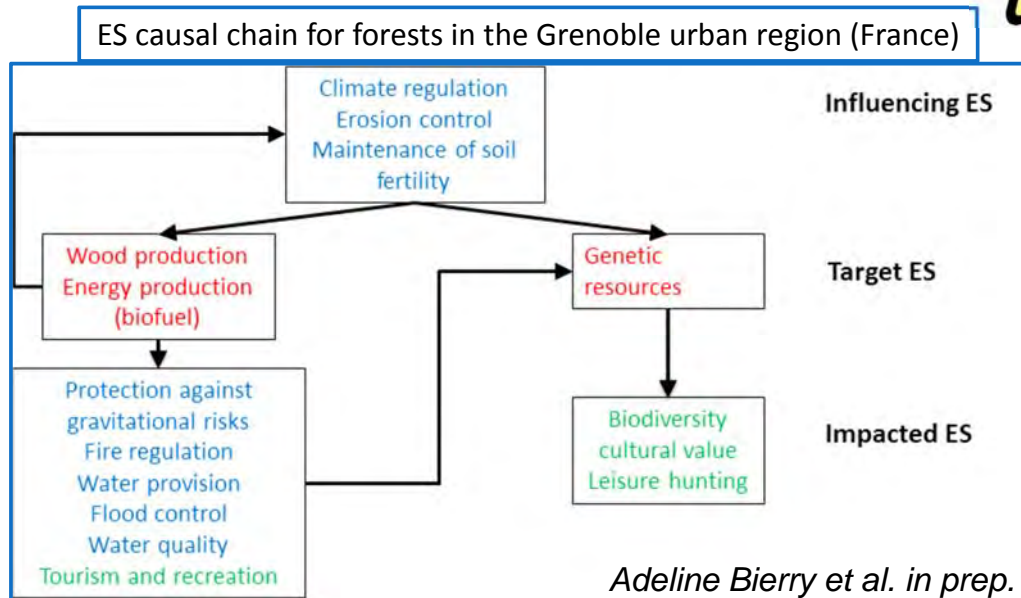 ES causal chain for forests in the Grenoble urban region (France)
Climate regulation
Erosion control
Maintenance of soil
fertility
Influencing ES
Wood production
Energy production
(biofuel)
Genetic
resources
Target ES
Protection against
gravitational risks
Fire regulation
Water provision
Flood control
Water quality
Tourism and recreation
Biodiversity
cultural value
Leisure hunting
Impacted ES
Adeline Bierry et al. in prep.